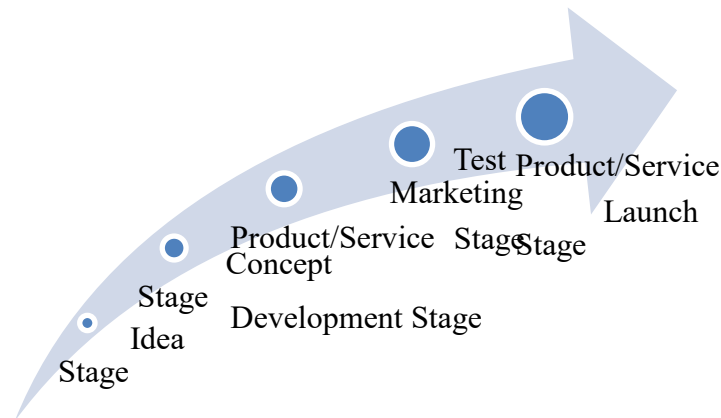 Test Product/Service
Marketing
Launch
Product/Service Stage Stage
Concept
Stage
Development Stage
Idea
Stage